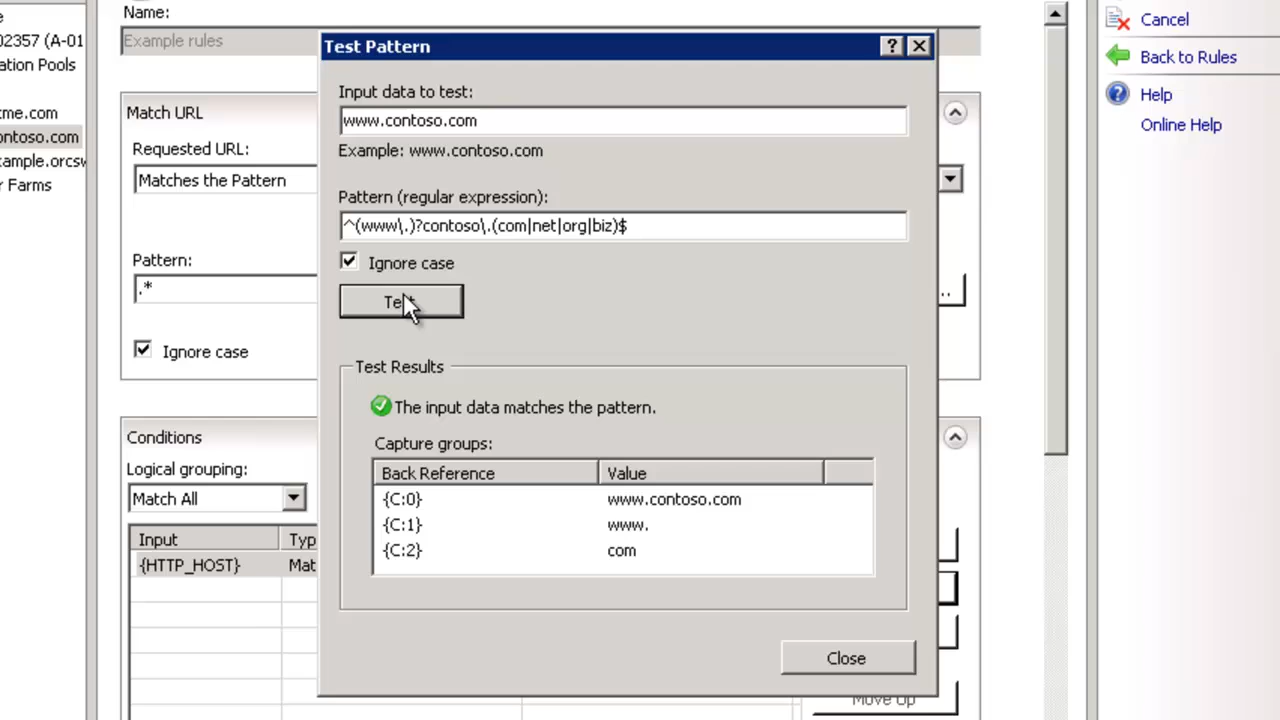 Name:
Example rules
e
02357 (A-01
ation Pools
me.com
ontoso.com
ample.orcsw
r Farms
Match URL
Requested URL:
Matches the Pattern
Pattern:
.*
Ignore case
Conditions
Logical grouping:
Match All
Input Typ
{HTTP_HOST} Mat
Test Pattern
Input data to test:
www.contoso.com
Example: www.contoso.com
Pattern (regular expression):
^(www\.)?contoso\.(com|net|org|biz)$
Ignore case
Test Results
The input data matches the pattern.
Capture groups:
Back Reference Value
{C:0} www.contoso.com
{C:1} www.
{C:2} com
Close
..
Move Up
Cancel
Back to Rules
Help
Online Help